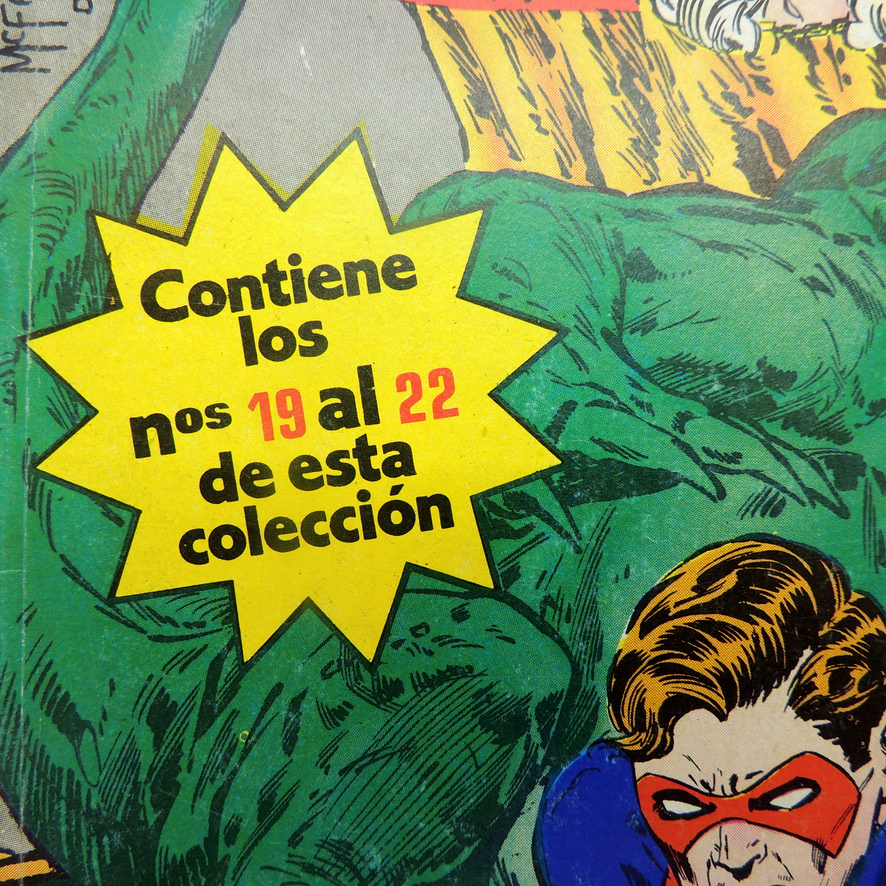 Contiene
los
nos 19 al 22
de esta
colección